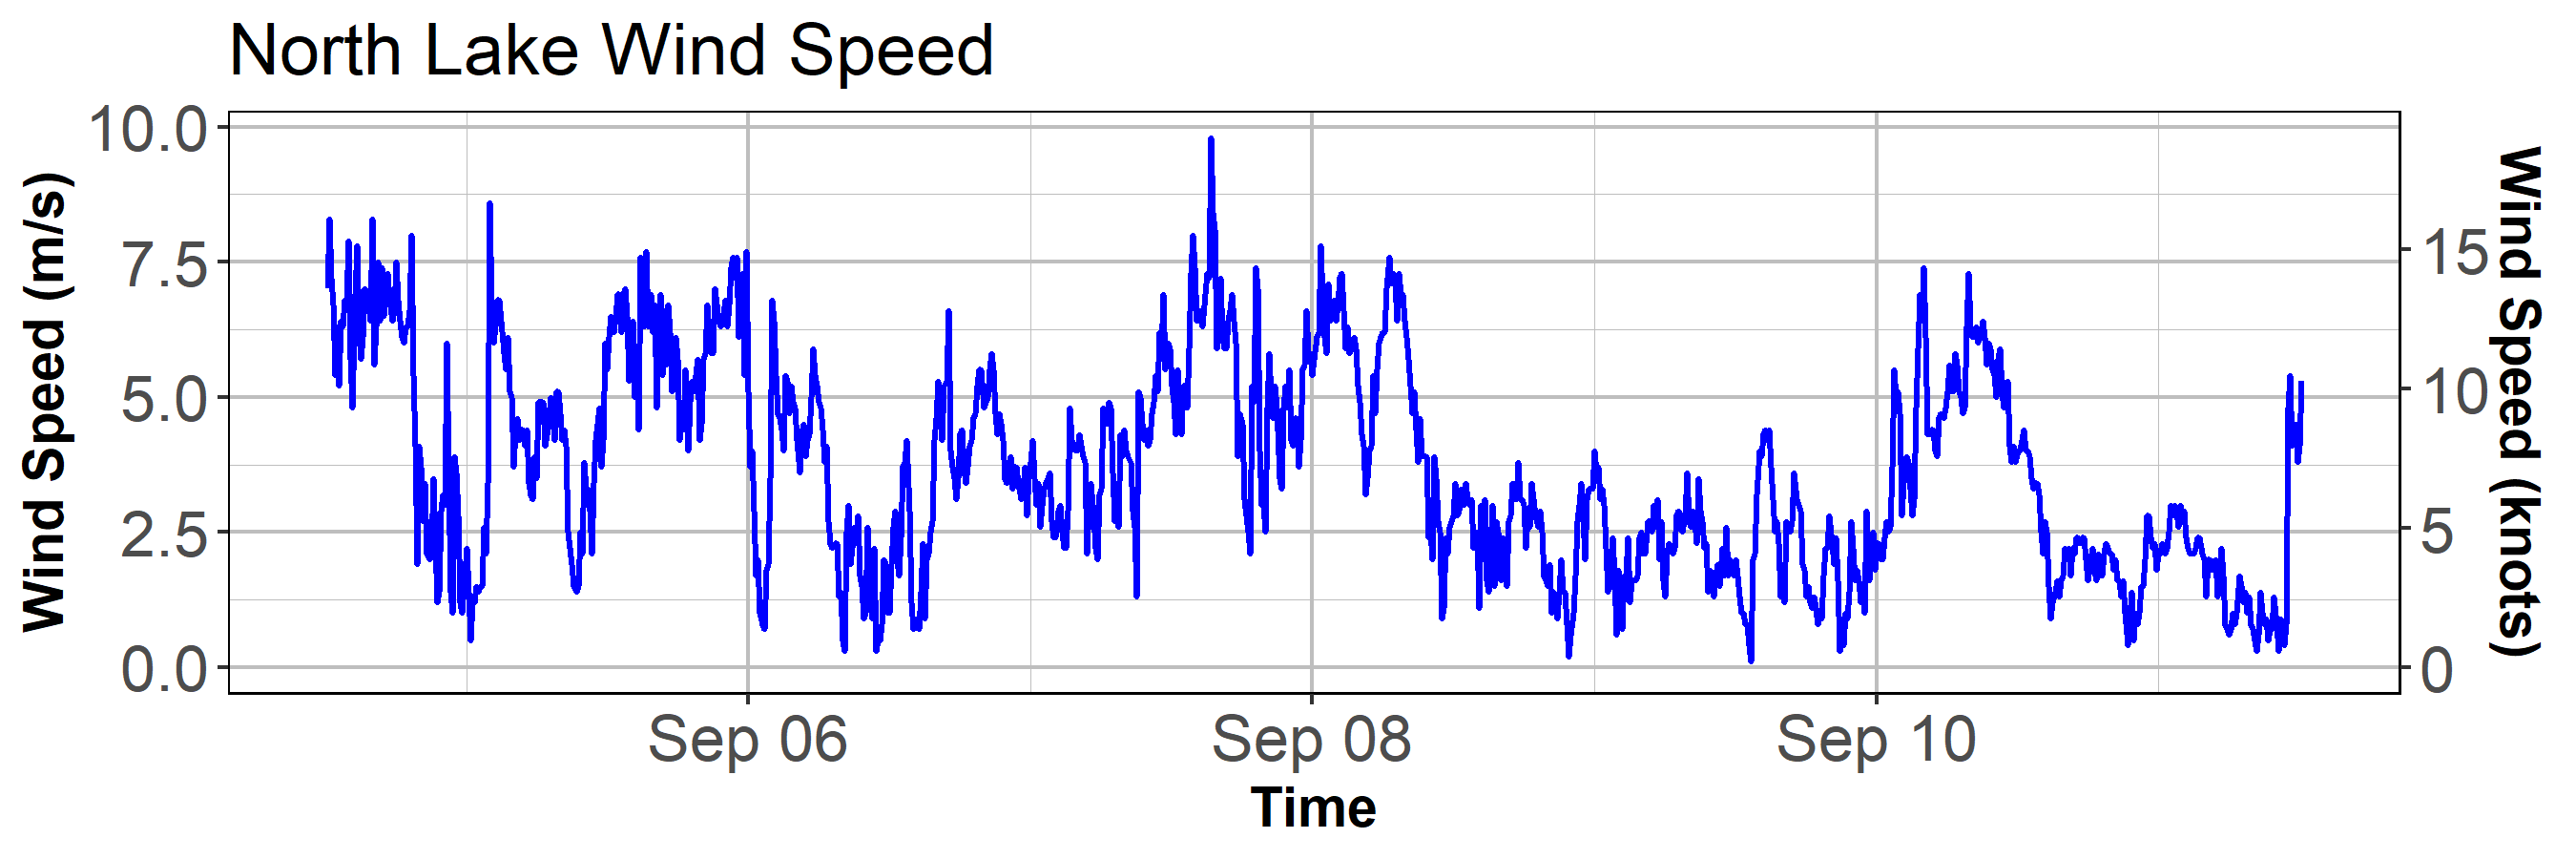 North Lake Wind Speed
Wind Speed (m/s)
10.0
7.5
5.0
2.5
0.0
15
10
5
0
Wind Speed (knots)
Sep 06 Sep 08 Sep 10
Time